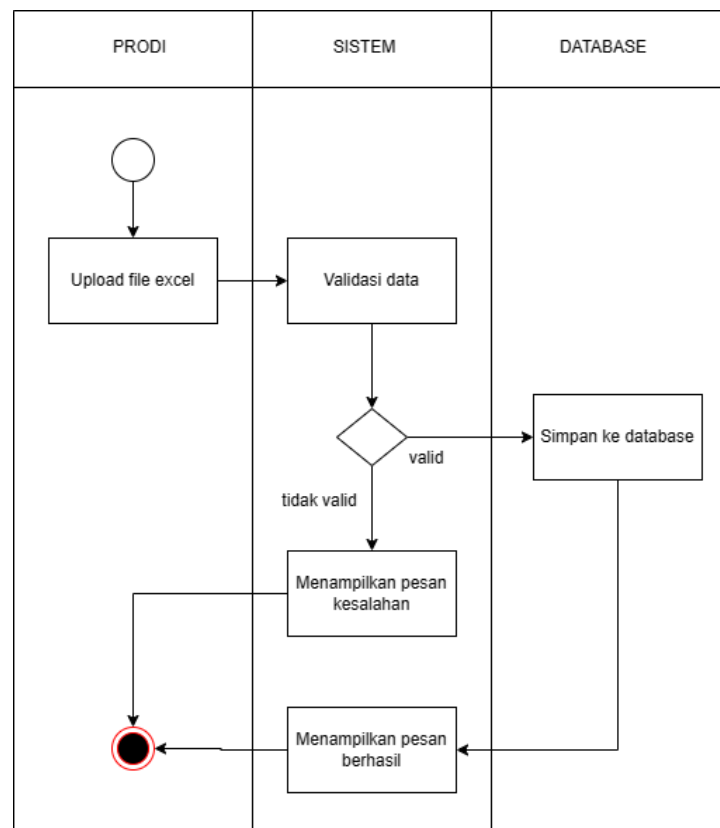 PRODI
SISTEM
DATABASE
Upload file excel
Validasi data
valid
Simpan ke database
tidak valid
Menampilkan pesan
kesalahan
Menampilkan pesan
berhasil